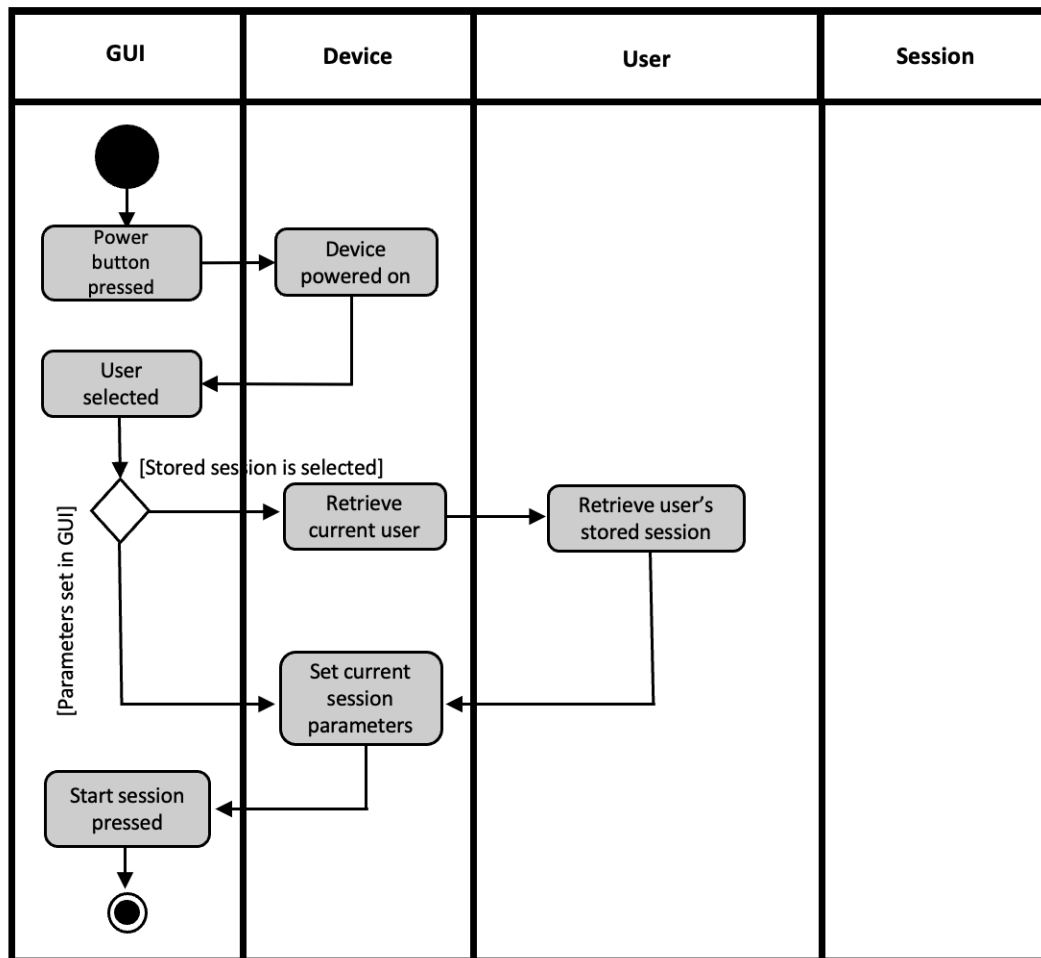 GUI
Device
User
Session
Power
button
pressed
Device
powered on
User
selected
[Stored session is selected]
[Parameters set in GUI]
Retrieve
current user
Retrieve user's
stored session
Set current
session
parameters
Start session
pressed